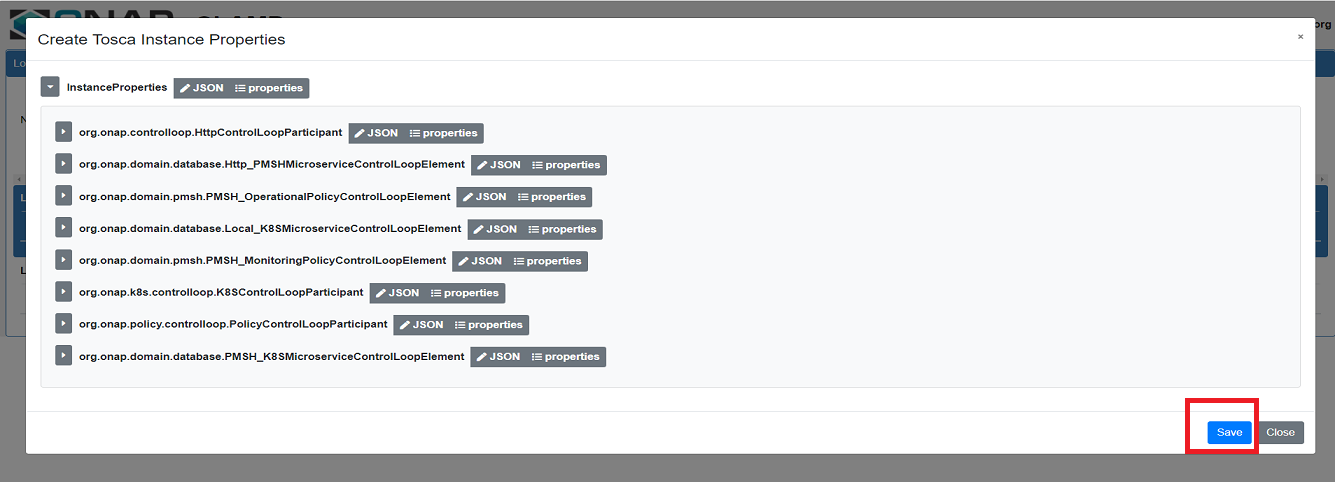 Create Tosca Instance Properties ×
org
Lo
InstanceProperties JSON properties
N
org.onap.controlloop.HttpControlLoopParticipant JSON properties
org.onap.domain.database.Http_PMSHMicroserviceControlLoopElement JSON properties
org.onap.domain.pmsh.PMSH_OperationalPolicyControlLoopElement JSON properties
L
org.onap.domain.database.Local_K8SMicroserviceControlLoopElement JSON properties
org.onap.domain.pmsh.PMSH_MonitoringPolicyControlLoopElement JSON properties
L
org.onap.k8s.controlloop.K8SControlLoopParticipant JSON properties
org.onap.policy.controlloop.PolicyControlLoopParticipant JSON properties
org.onap.domain.database.PMSH_K8SMicroserviceControlLoopElement JSON properties
Save Close